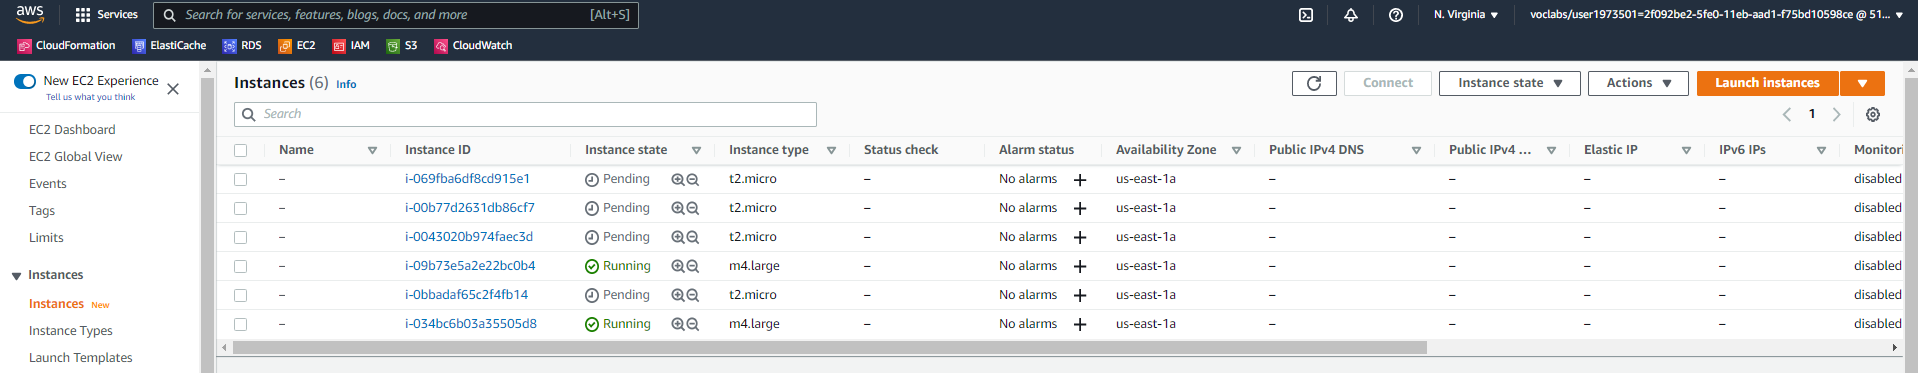 aws Services Search for services, features, blogs, docs, and more [Alt+S] N. Virginia ▼ voclabs/user1973501=2f092be2-5fe0-11eb-aad1-f75bd10598ce @ 51... ▼
CloudFormation ElastiCache RDS EC2 IAM S3 CloudWatch
New EC2 Experience
Tell us what you think
EC2 Dashboard
EC2 Global View
Events
Tags
Limits
Instances
Instances New
Instance Types
Launch Templates
Instances (6) Info Connect Instance state ▼ Actions ▼ Launch instances ▼
Search
1
Name Instance ID Instance state Instance type Status check Alarm status Availability Zone Public IPv4 DNS Public IPv4 ... Elastic IP IPv6 IPs Monitori
– i-069fba6df8cd915e1 Pending t2.micro – No alarms + us-east-1a – – – – disabled
– i-00b77d2631db86cf7 Pending t2.micro – No alarms + us-east-1a – – – – disabled
– i-0043020b974faec3d Pending t2.micro – No alarms + us-east-1a – – – – disabled
– i-09b73e5a2e22bc0b4 Running m4.large – No alarms + us-east-1a – – – – disabled
– i-0bbadaf65c2f4fb14 Pending t2.micro – No alarms + us-east-1a – – – – disabled
– i-034bc6b03a35505d8 Running m4.large – No alarms + us-east-1a – – – – disabled